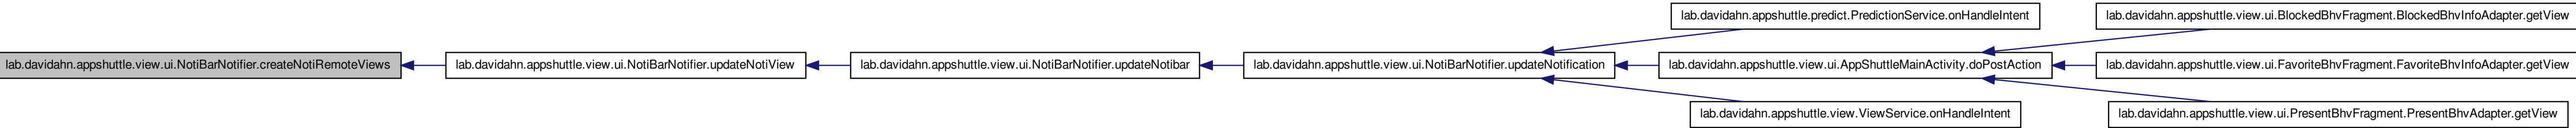 lab.davidahn.appshuttle.predict.PredictionService.onHandleIntent
lab.davidahn.appshuttle.view.ui.BlockedBhvFragment.BlockedBhvInfoAdapter.getView
lab.davidahn.appshuttle.view.ui.NotiBarNotifier.createNotiRemoteViews
lab.davidahn.appshuttle.view.ui.NotiBarNotifier.updateNotiView
lab.davidahn.appshuttle.view.ui.NotiBarNotifier.updateNotibar
lab.davidahn.appshuttle.view.ui.NotiBarNotifier.updateNotification
lab.davidahn.appshuttle.view.ui.AppShuttleMainActivity.doPostAction
lab.davidahn.appshuttle.view.ui.FavoriteBhvFragment.FavoriteBhvInfoAdapter.getView
lab.davidahn.appshuttle.view.ViewService.onHandleIntent
lab.davidahn.appshuttle.view.ui.PresentBhvFragment.PresentBhvAdapter.getView